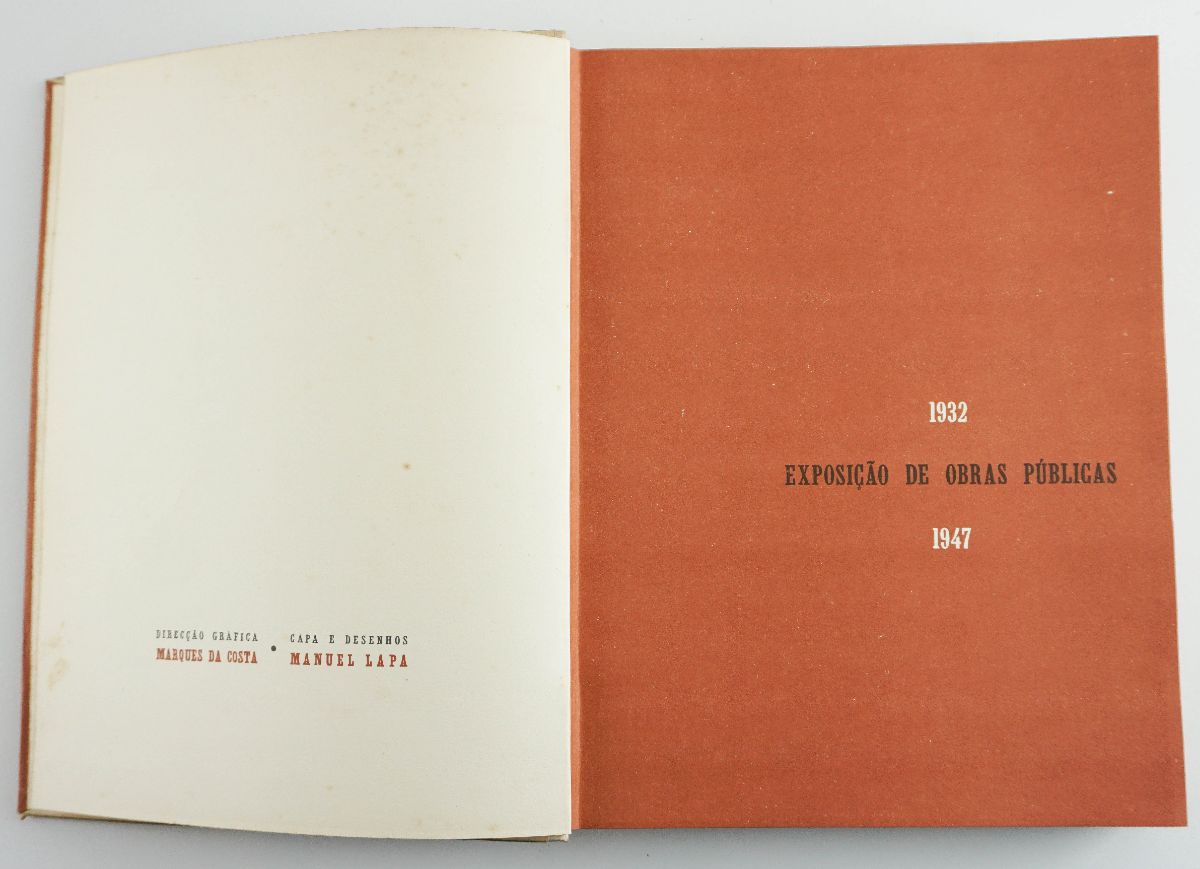 DIRECÇÃO GRÁFICA
MARQUES DA COSTA
•
CAPA E DESENHOS
MANUEL LAPA
1932
EXPOSIÇÃO DE OBRAS PÚBLICAS
1947